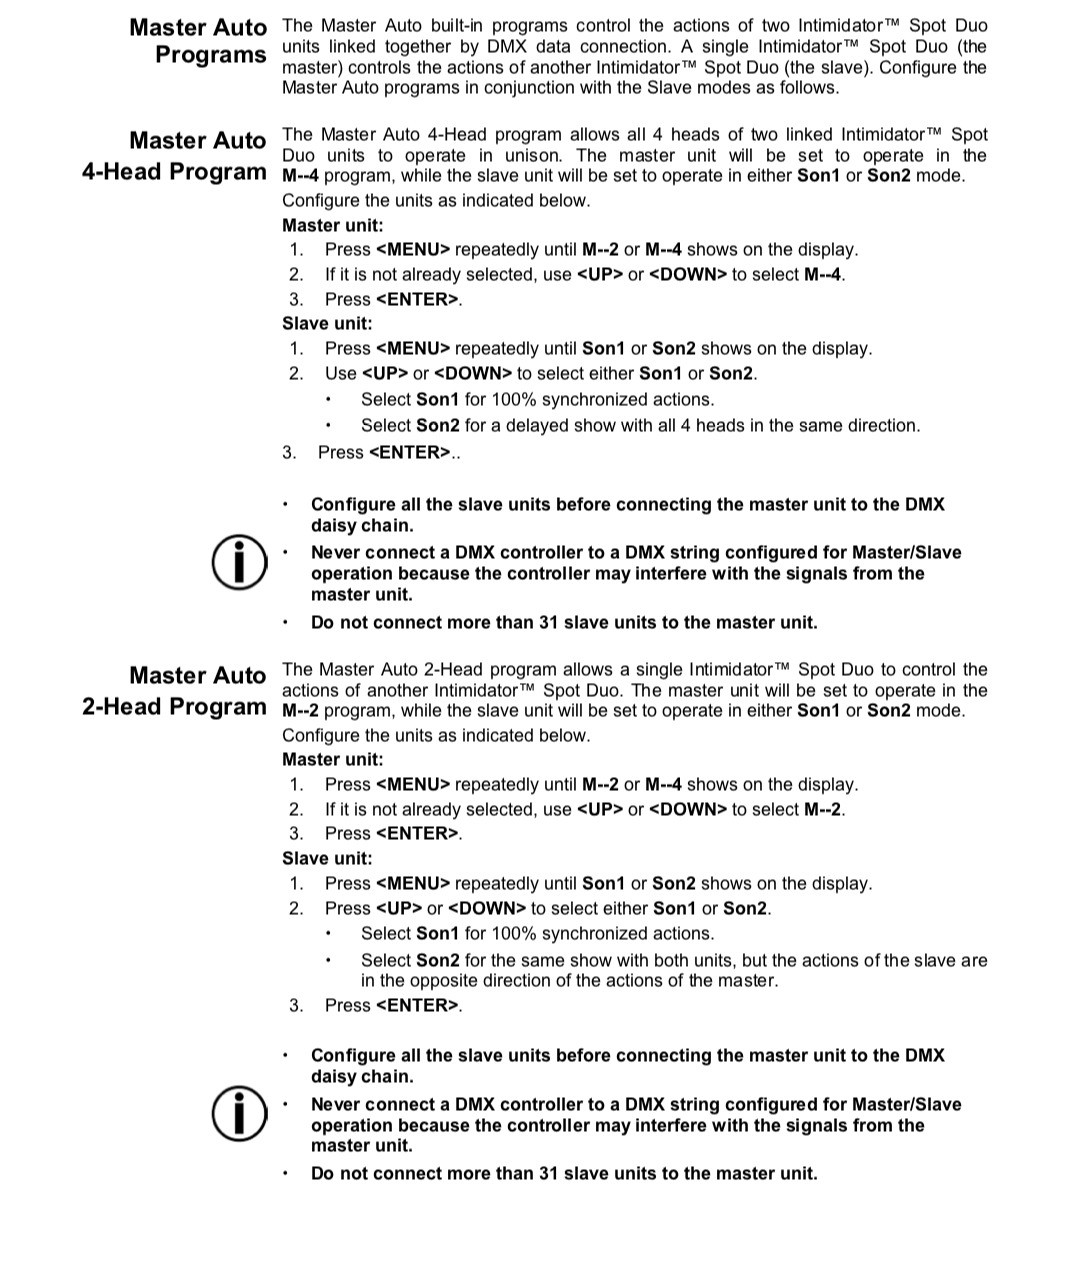 Master Auto
Programs
The Master Auto built-in programs control the actions of two Intimidator™ Spot Duo
units linked together by DMX data connection. A single Intimidator™ Spot Duo (the
master) controls the actions of another Intimidator™ Spot Duo (the slave). Configure the
Master Auto programs in conjunction with the Slave modes as follows.
Master Auto
4-Head Program
The Master Auto 4-Head program allows all 4 heads of two linked Intimidator™ Spot
Duo units to operate in unison. The master unit will be set to operate in the
M--4 program, while the slave unit will be set to operate in either Son1 or Son2 mode.
Configure the units as indicated below.
Master unit:
1. Press <MENU> repeatedly until M--2 or M--4 shows on the display.
2. If it is not already selected, use <UP> or <DOWN> to select M--4.
3. Press <ENTER>.
Slave unit:
1. Press <MENU> repeatedly until Son1 or Son2 shows on the display.
2. Use <UP> or <DOWN> to select either Son1 or Son2.
• Select Son1 for 100% synchronized actions.
• Select Son2 for a delayed show with all 4 heads in the same direction.
3. Press <ENTER>..
• Configure all the slave units before connecting the master unit to the DMX
daisy chain.
• Never connect a DMX controller to a DMX string configured for Master/Slave
operation because the controller may interfere with the signals from the
master unit.
• Do not connect more than 31 slave units to the master unit.
Master Auto
2-Head Program
The Master Auto 2-Head program allows a single Intimidator™ Spot Duo to control the
actions of another Intimidator™ Spot Duo. The master unit will be set to operate in the
M--2 program, while the slave unit will be set to operate in either Son1 or Son2 mode.
Configure the units as indicated below.
Master unit:
1. Press <MENU> repeatedly until M--2 or M--4 shows on the display.
2. If it is not already selected, use <UP> or <DOWN> to select M--2.
3. Press <ENTER>.
Slave unit:
1. Press <MENU> repeatedly until Son1 or Son2 shows on the display.
2. Press <UP> or <DOWN> to select either Son1 or Son2.
• Select Son1 for 100% synchronized actions.
• Select Son2 for the same show with both units, but the actions of the slave are
in the opposite direction of the actions of the master.
3. Press <ENTER>.
• Configure all the slave units before connecting the master unit to the DMX
daisy chain.
• Never connect a DMX controller to a DMX string configured for Master/Slave
operation because the controller may interfere with the signals from the
master unit.
• Do not connect more than 31 slave units to the master unit.